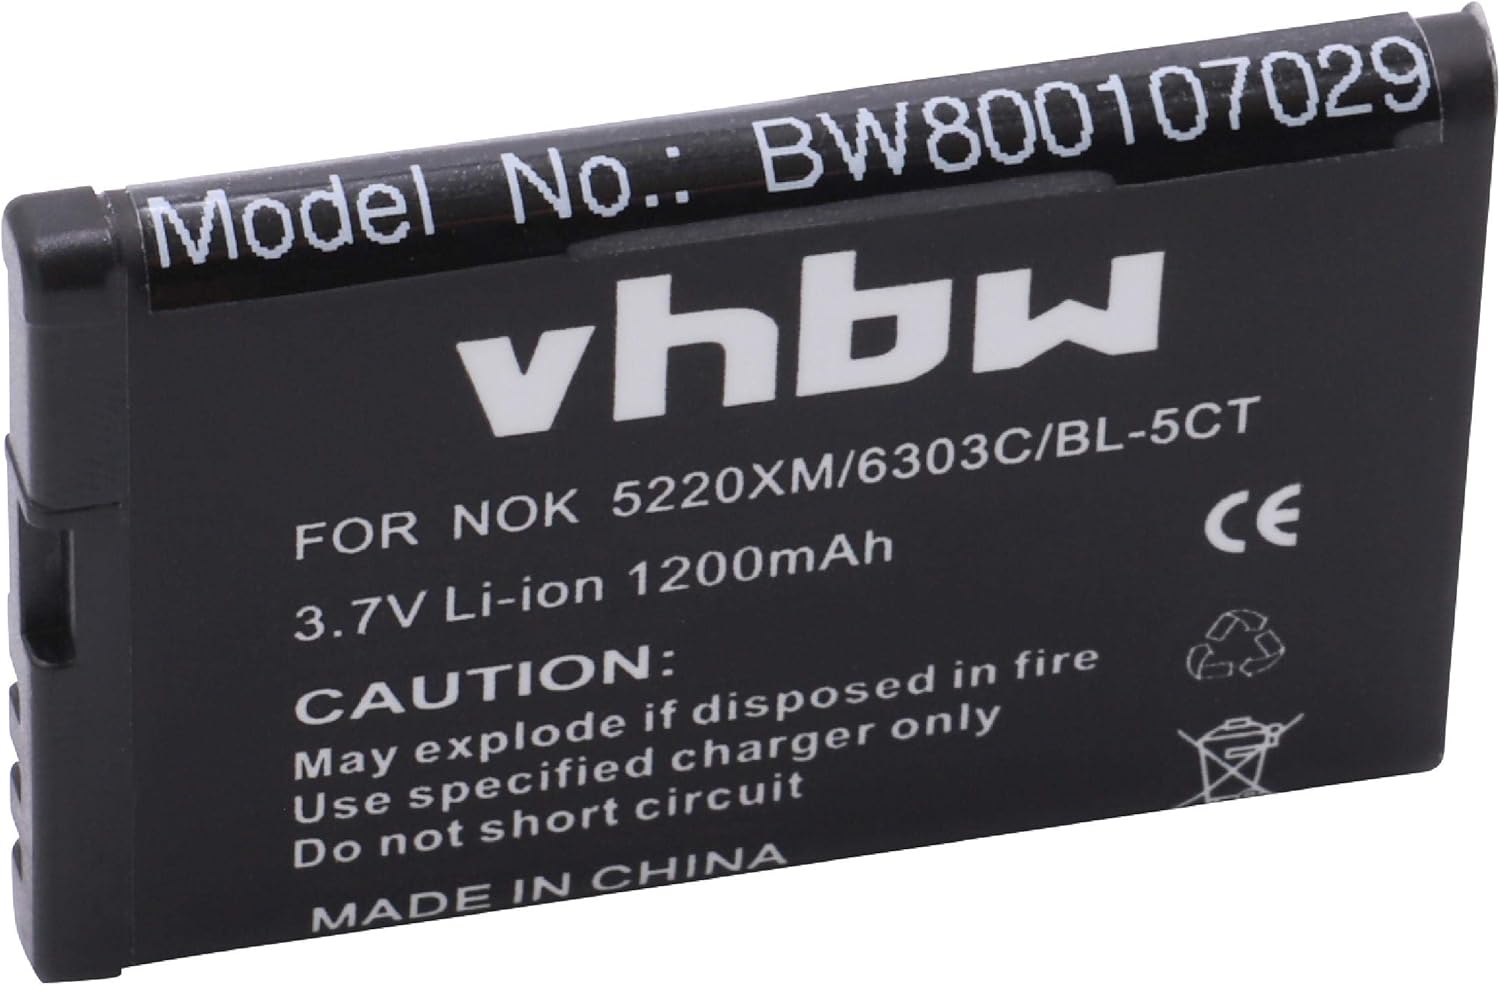 Model No.: BW800107029
vhbw
FOR NOK 5220XM/6303C/BL-5CT
3.7V Li-ion 1200mAh
CE
CAUTION:
May explode if disposed in fire
Use specified charger only
Do not short circuit
MADE IN CHINA